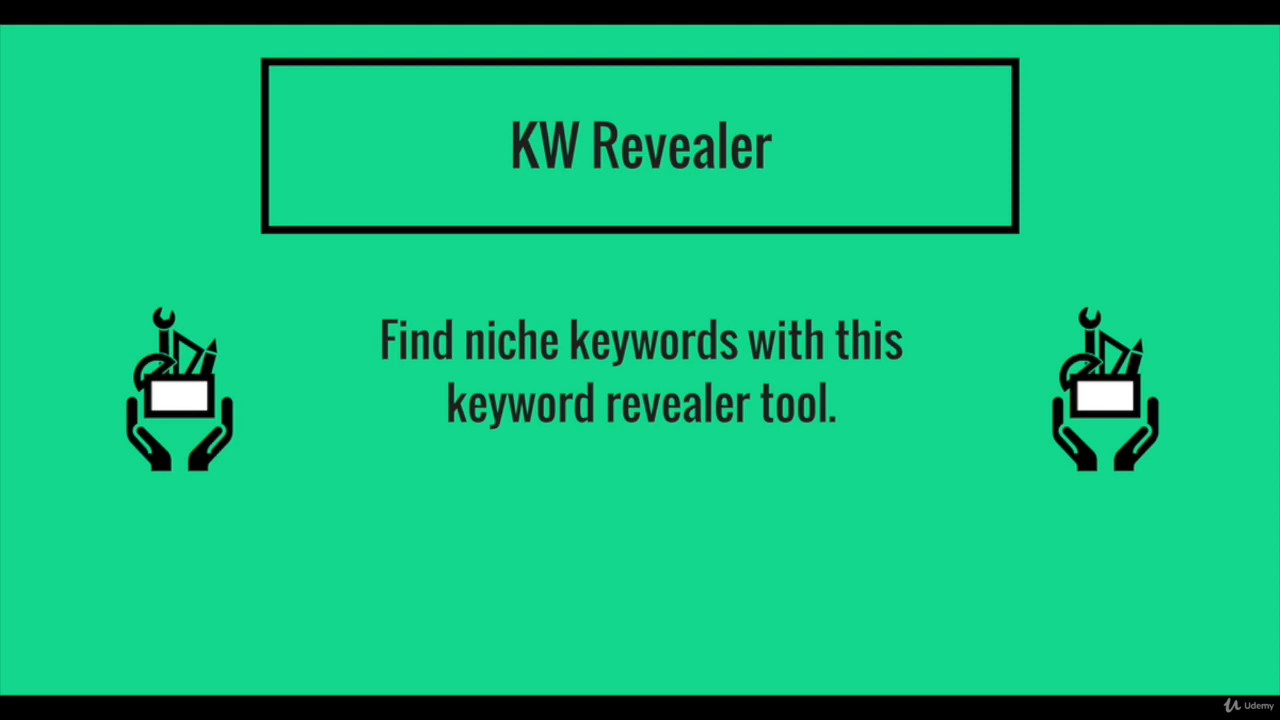 KW Revealer
Find niche keywords with this
keyword revealer tool.
Udemy